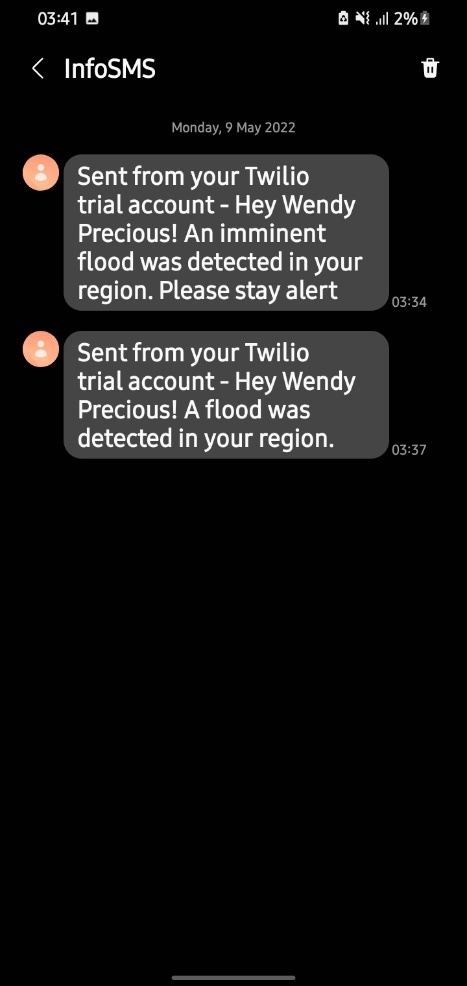 03:41 2%
InfoSMS
Monday, 9 May 2022
Sent from your Twilio
trial account - Hey Wendy
Precious! An imminent
flood was detected in your
region. Please stay alert
03:34
Sent from your Twilio
trial account - Hey Wendy
Precious! A flood was
detected in your region.
03:37